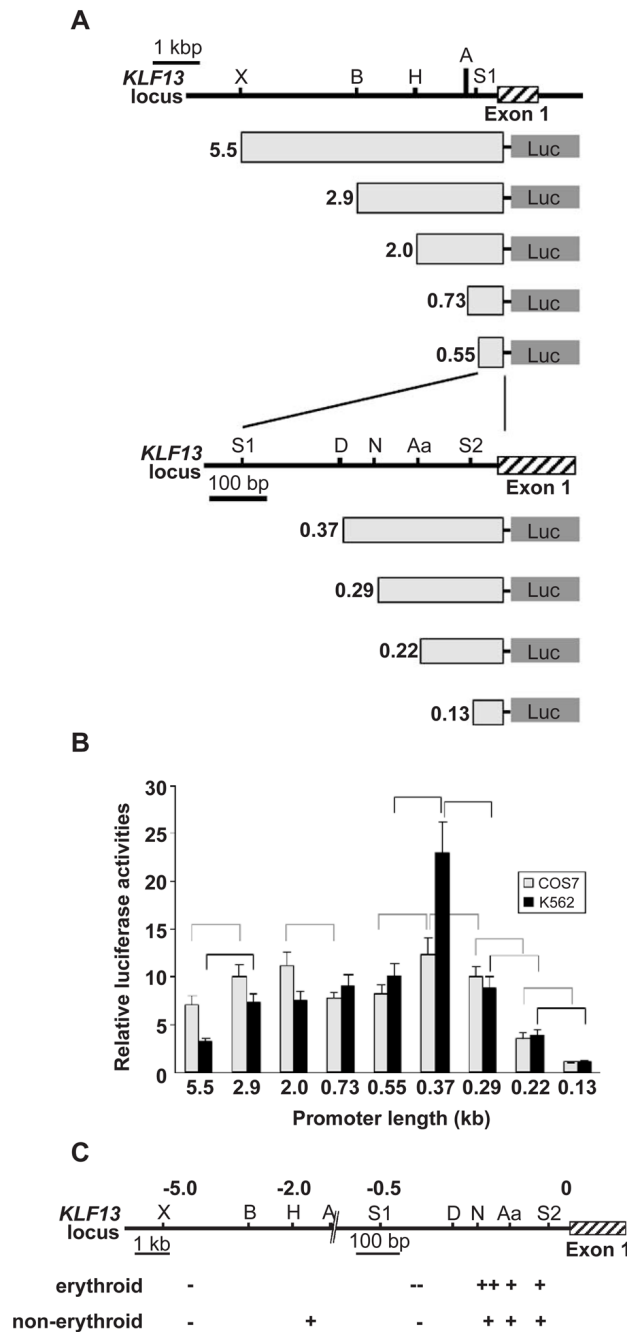 A
1 kbp
KLF13 locus
X B H A S1
Exon 1
5.5 Luc
2.9 Luc
2.0 Luc
0.73 Luc
0.55 Luc
KLF13 locus
S1 D N Aa S2
100 bp
Exon 1
0.37 Luc
0.29 Luc
0.22 Luc
0.13 Luc
B
Relative luciferase activities
30
25
20
15
10
5
0
COS7
K562
5.5 2.9 2.0 0.73 0.55 0.37 0.29 0.22 0.13
Promoter length (kb)
C
-5.0 -2.0 -0.5 0
KLF13 locus
X B H A S1 D N Aa S2
1 kb 100 bp
Exon 1
erythroid - -- ++ + +
non-erythroid - + - + + +